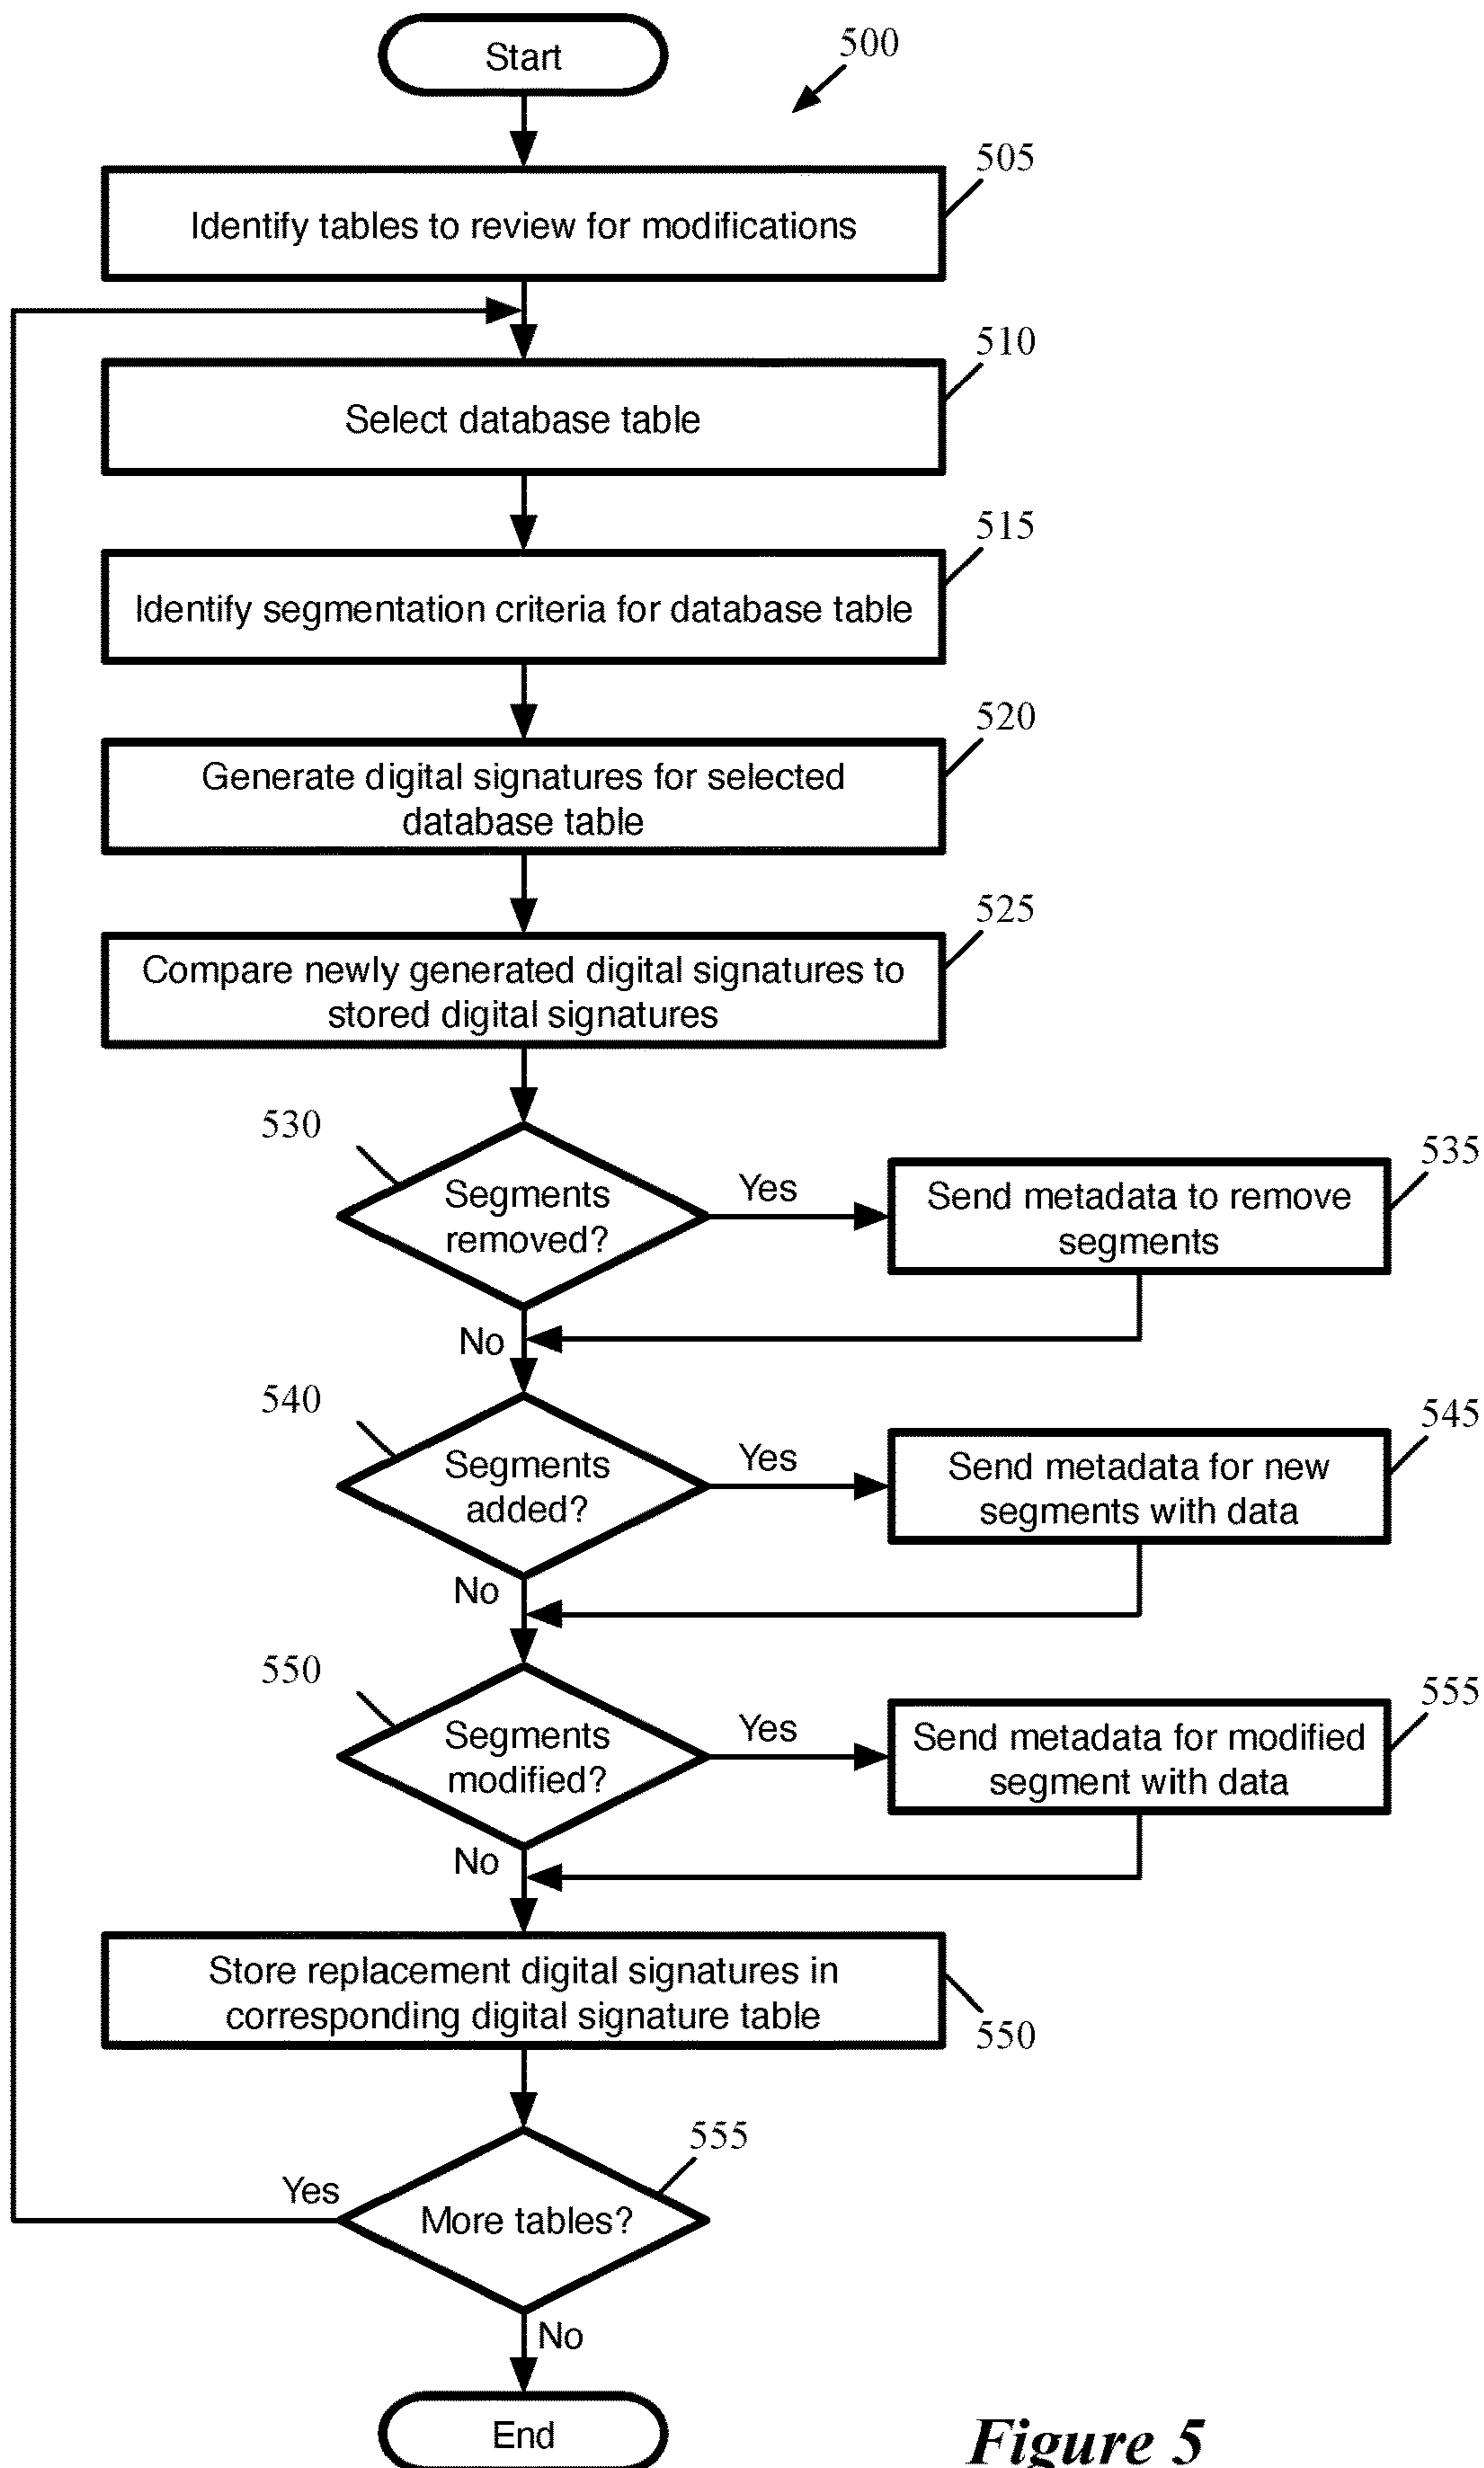 Start
500
505
Identify tables to review for modifications
510
Select database table
515
Identify segmentation criteria for database table
520
Generate digital signatures for selected
database table
525
Compare newly generated digital signatures to
stored digital signatures
530
Segments
removed?
Yes
535
Send metadata to remove
segments
No
540
Segments
added?
Yes
545
Send metadata for new
segments with data
No
550
Segments
modified?
Yes
555
Send metadata for modified
segment with data
No
Store replacement digital signatures in
corresponding digital signature table
550
555
Yes
More tables?
No
End
Figure 5